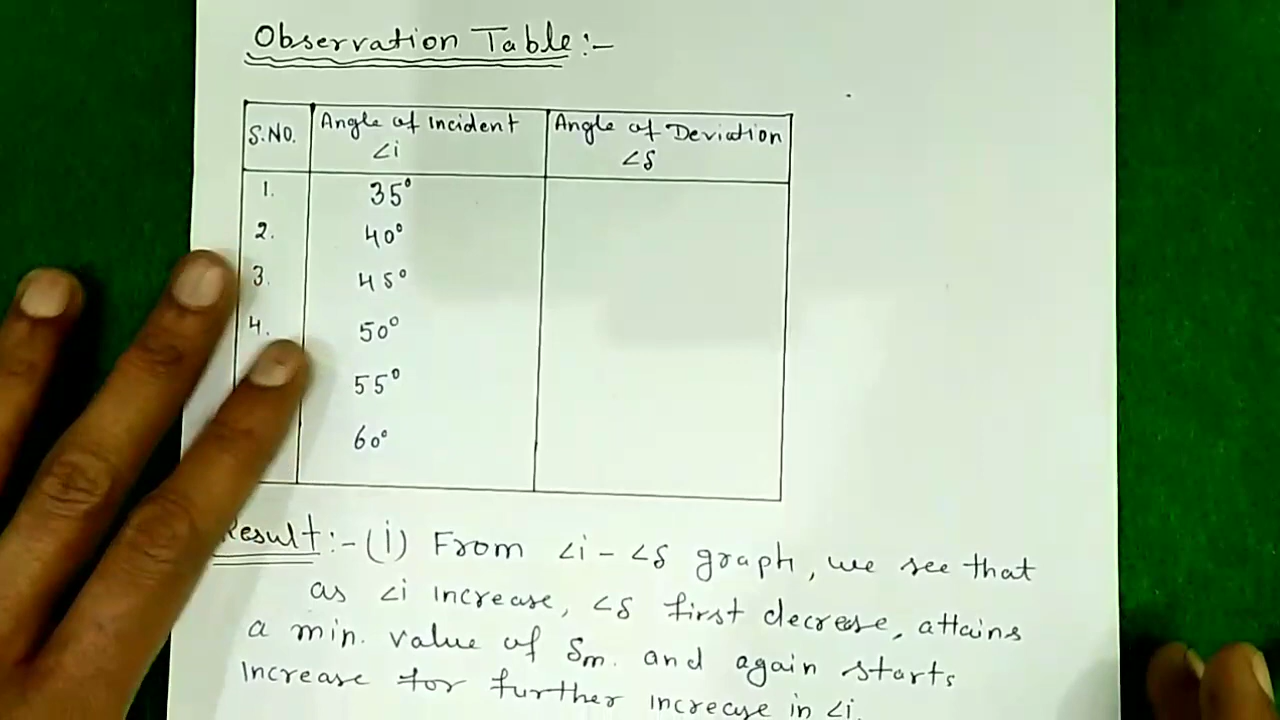 Observation Table:-
S.NO. Angle of Incident ∠i Angle of Deviation ∠δ
1. 35°
2. 40°
3. 45°
4. 50°
55°
60°
Result:- (i) From ∠i - ∠δ graph, we see that
as ∠i increase, ∠δ first decrese, attains
a min. value of δm. and again starts
increase for further increase in ∠i.